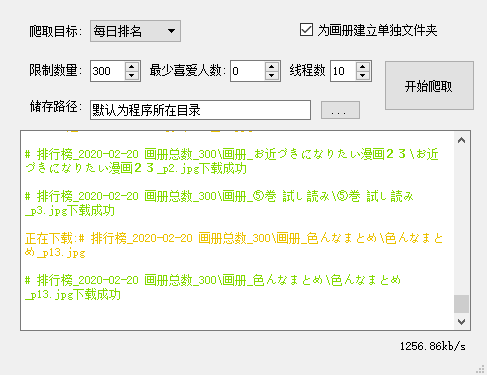 爬取目标: 每日排名 为画册建立单独文件夹
限制数量: 300 最少喜爱人数: 0 线程数 10
开始爬取
储存路径: 默认为程序所在目录 ...
# 排行榜_2020-02-20 画册总数_300\画册_お近づきになりたい漫画２３\お近
づきになりたい漫画２３_p2.jpg下载成功
# 排行榜_2020-02-20 画册总数_300\画册_⑤巻 試し読み\⑤巻 試し読み
_p3.jpg下载成功
正在下载:# 排行榜_2020-02-20 画册总数_300\画册_色んなまとめ\色んなまと
め_p13.jpg
# 排行榜_2020-02-20 画册总数_300\画册_色んなまとめ\色んなまとめ
_p13.jpg下载成功
1256.86kb/s